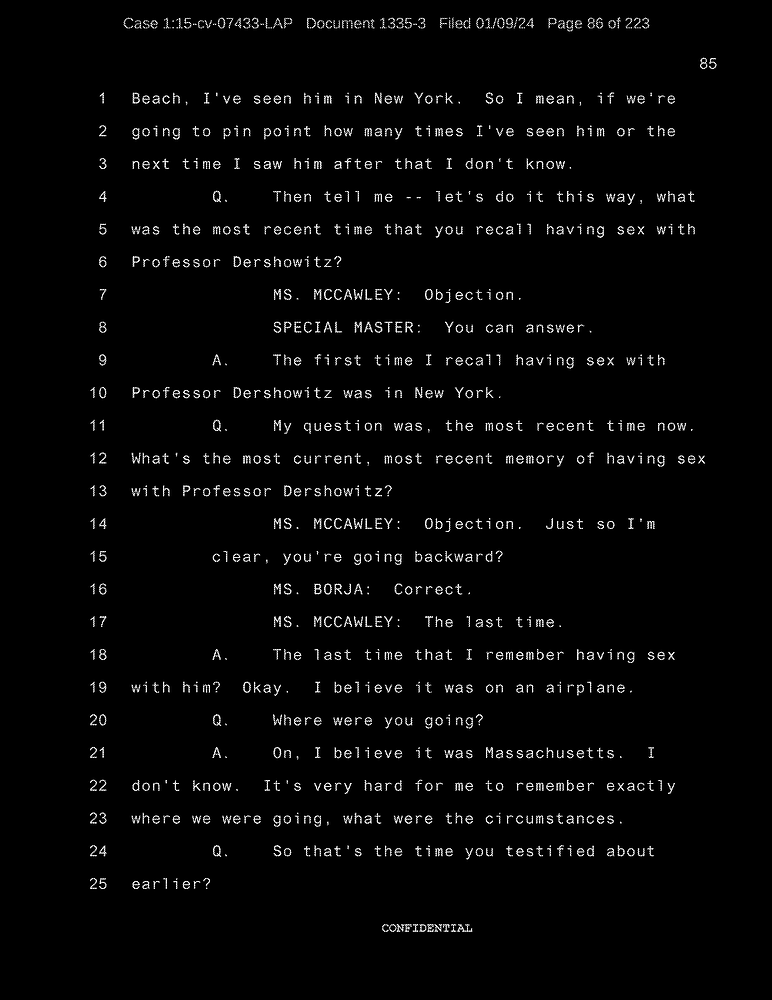 Case 1:15-cv-07433-LAP Document 1335-3 Filed 01/09/24 Page 86 of 223
85
1 Beach, I've seen him in New York. So I mean, if we're
2 going to pin point how many times I've seen him or the
3 next time I saw him after that I don't know.
4 Q. Then tell me -- let's do it this way, what
5 was the most recent time that you recall having sex with
6 Professor Dershowitz?
7 MS. MCCAWLEY: Objection.
8 SPECIAL MASTER: You can answer.
9 A. The first time I recall having sex with
10 Professor Dershowitz was in New York.
11 Q. My question was, the most recent time now.
12 What's the most current, most recent memory of having sex
13 with Professor Dershowitz?
14 MS. MCCAWLEY: Objection. Just so I'm
15 clear, you're going backward?
16 MS. BORJA: Correct.
17 MS. MCCAWLEY: The last time.
18 A. The last time that I remember having sex
19 with him? Okay. I believe it was on an airplane.
20 Q. Where were you going?
21 A. On, I believe it was Massachusetts. I
22 don't know. It's very hard for me to remember exactly
23 where we were going, what were the circumstances.
24 Q. So that's the time you testified about
25 earlier?
CONFIDENTIAL